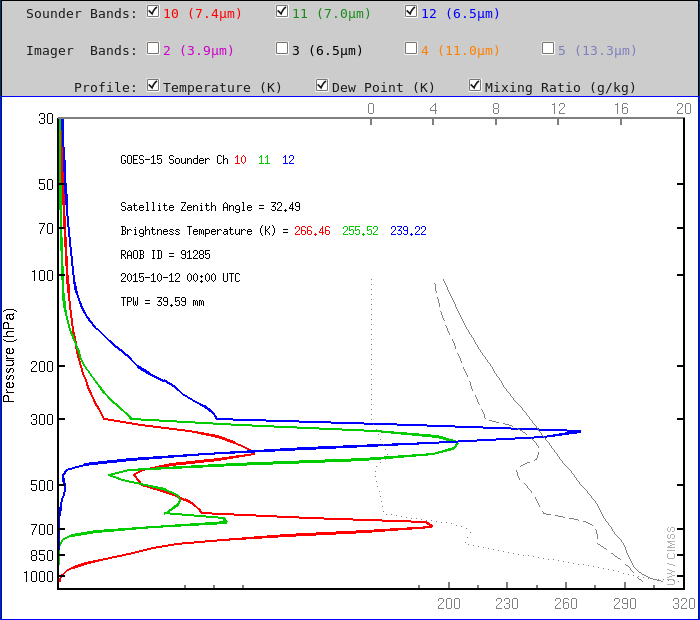 Sounder Bands: 10 (7.4µm) 11 (7.0µm) 12 (6.5µm)
Imager Bands: 2 (3.9µm) 3 (6.5µm) 4 (11.0µm) 5 (13.3µm)
Profile: Temperature (K) Dew Point (K) Mixing Ratio (g/kg)
0 4 8 12 16 20
30
GOES-15 Sounder Ch 10 11 12
50
Satellite Zenith Angle = 32.49
70
Brightness Temperature (K) = 266.46 255.52 239.22
RAOB ID = 91285
100
2015-10-12 00:00 UTC
TPW = 39.59 mm
Pressure (hPa)
200
300
500
700
850
1000
UW / CIMSS
200 230 260 290 320